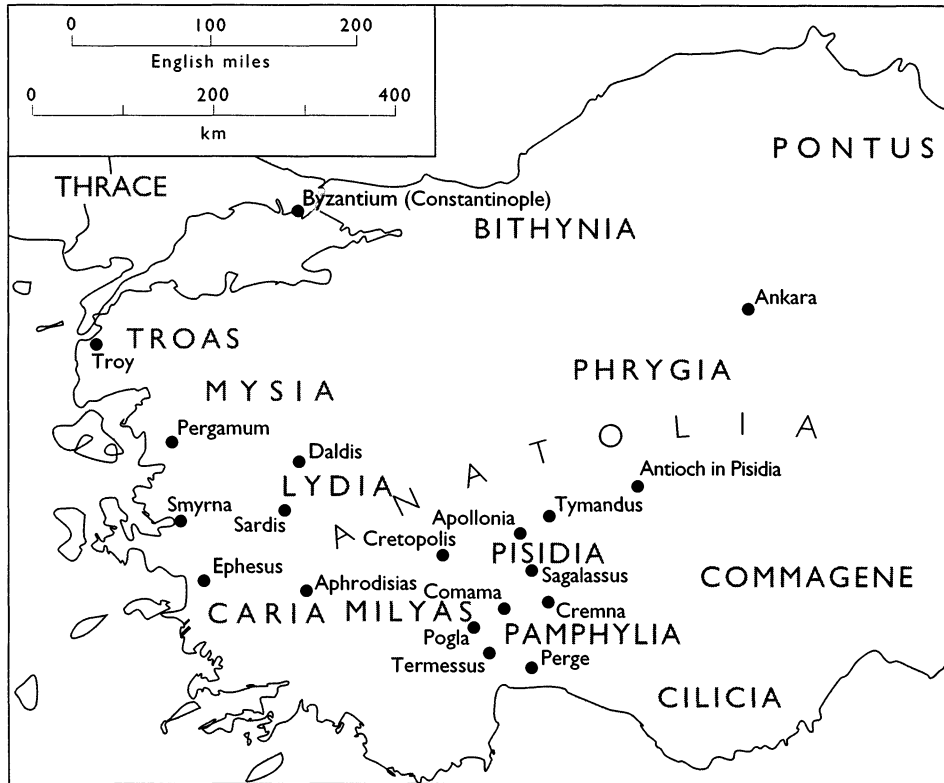 0 100 200
English miles
0 200 400
km
PONTUS
THRACE
Byzantium (Constantinople)
BITHYNIA
Ankara
TROAS
Troy
PHRYGIA
MYSIA
ANATOLIA
Pergamum
Daldis
Antioch in Pisidia
LYDIA
Smyrna
Sardis
Tymandus
Apollonia
Cretopolis
PISIDIA
Sagalassus
COMMAGENE
Ephesus
Aphrodisias
Comama
CARIA
MILYAS
Cremna
Pogla
PAMPHYLIA
Termessus
Perge
CILICIA